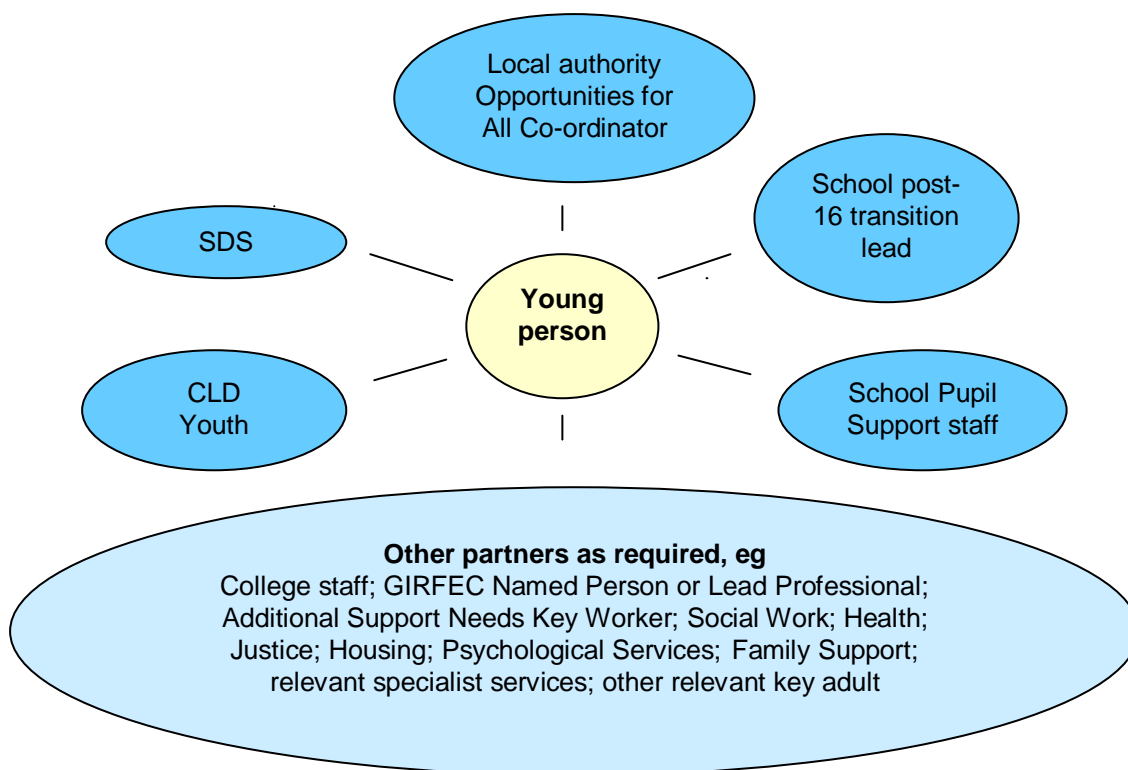 Local authority
Opportunities for
All Co-ordinator
School post-
16 transition
lead
SDS
Young
person
CLD
Youth
School Pupil
Support staff
Other partners as required, eg
College staff; GIRFEC Named Person or Lead Professional;
Additional Support Needs Key Worker; Social Work; Health;
Justice; Housing; Psychological Services; Family Support;
relevant specialist services; other relevant key adult